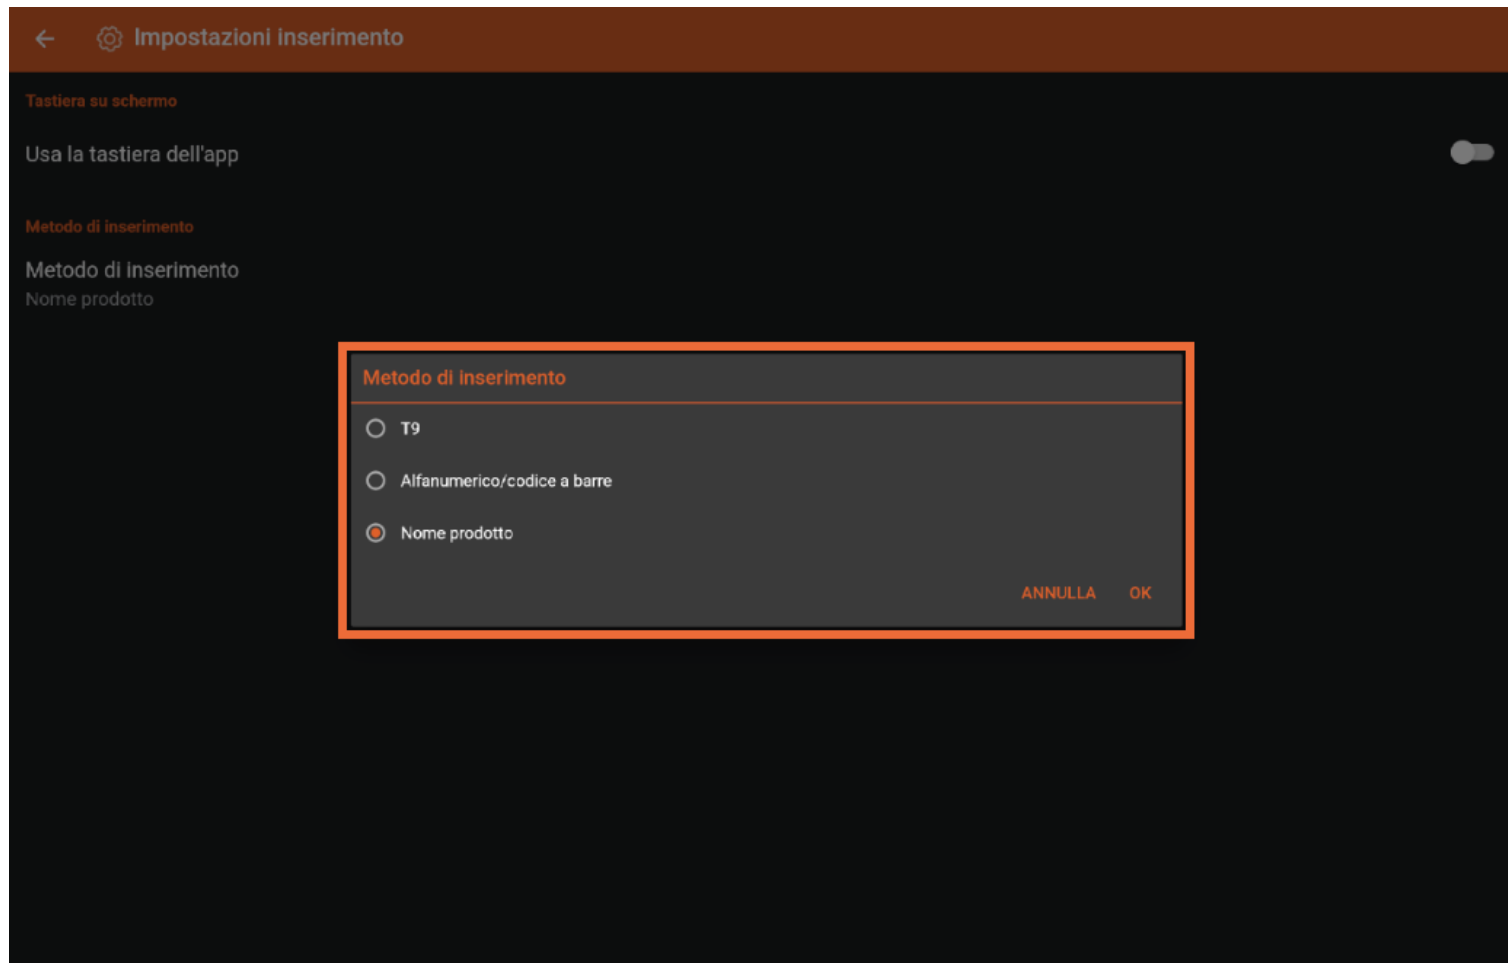 Impostazioni inserimento
Tastiera su schermo
Usa la tastiera dell'app
Metodo di inserimento
Metodo di inserimento
Nome prodotto
Metodo di inserimento
T9
Alfanumerico/codice a barre
Nome prodotto
ANNULLA OK